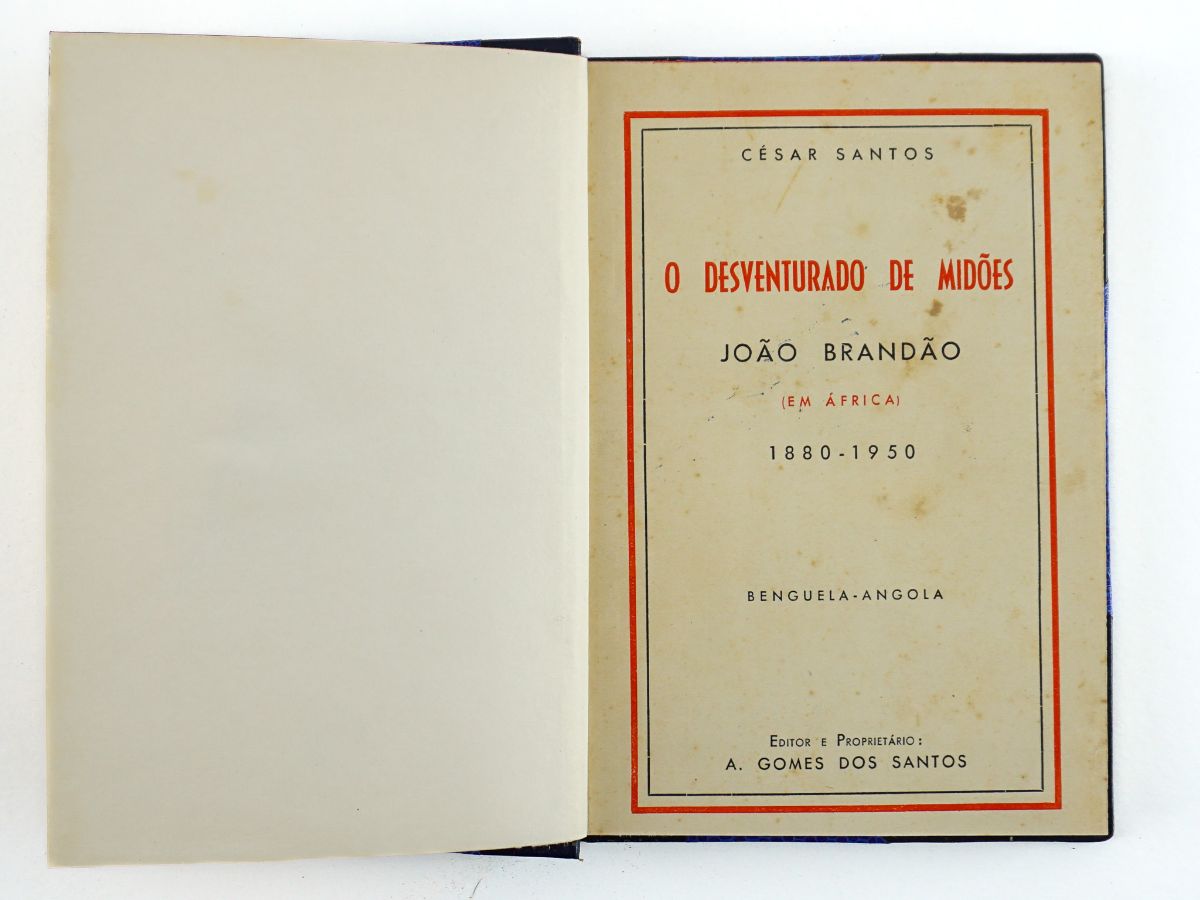 CÉSAR SANTOS
O DESVENTURADO DE MIDÕES
JOÃO BRANDÃO
(EM ÁFRICA)
1880-1950
BENGUELA-ANGOLA
EDITOR E PROPRIETÁRIO:
A. GOMES DOS SANTOS